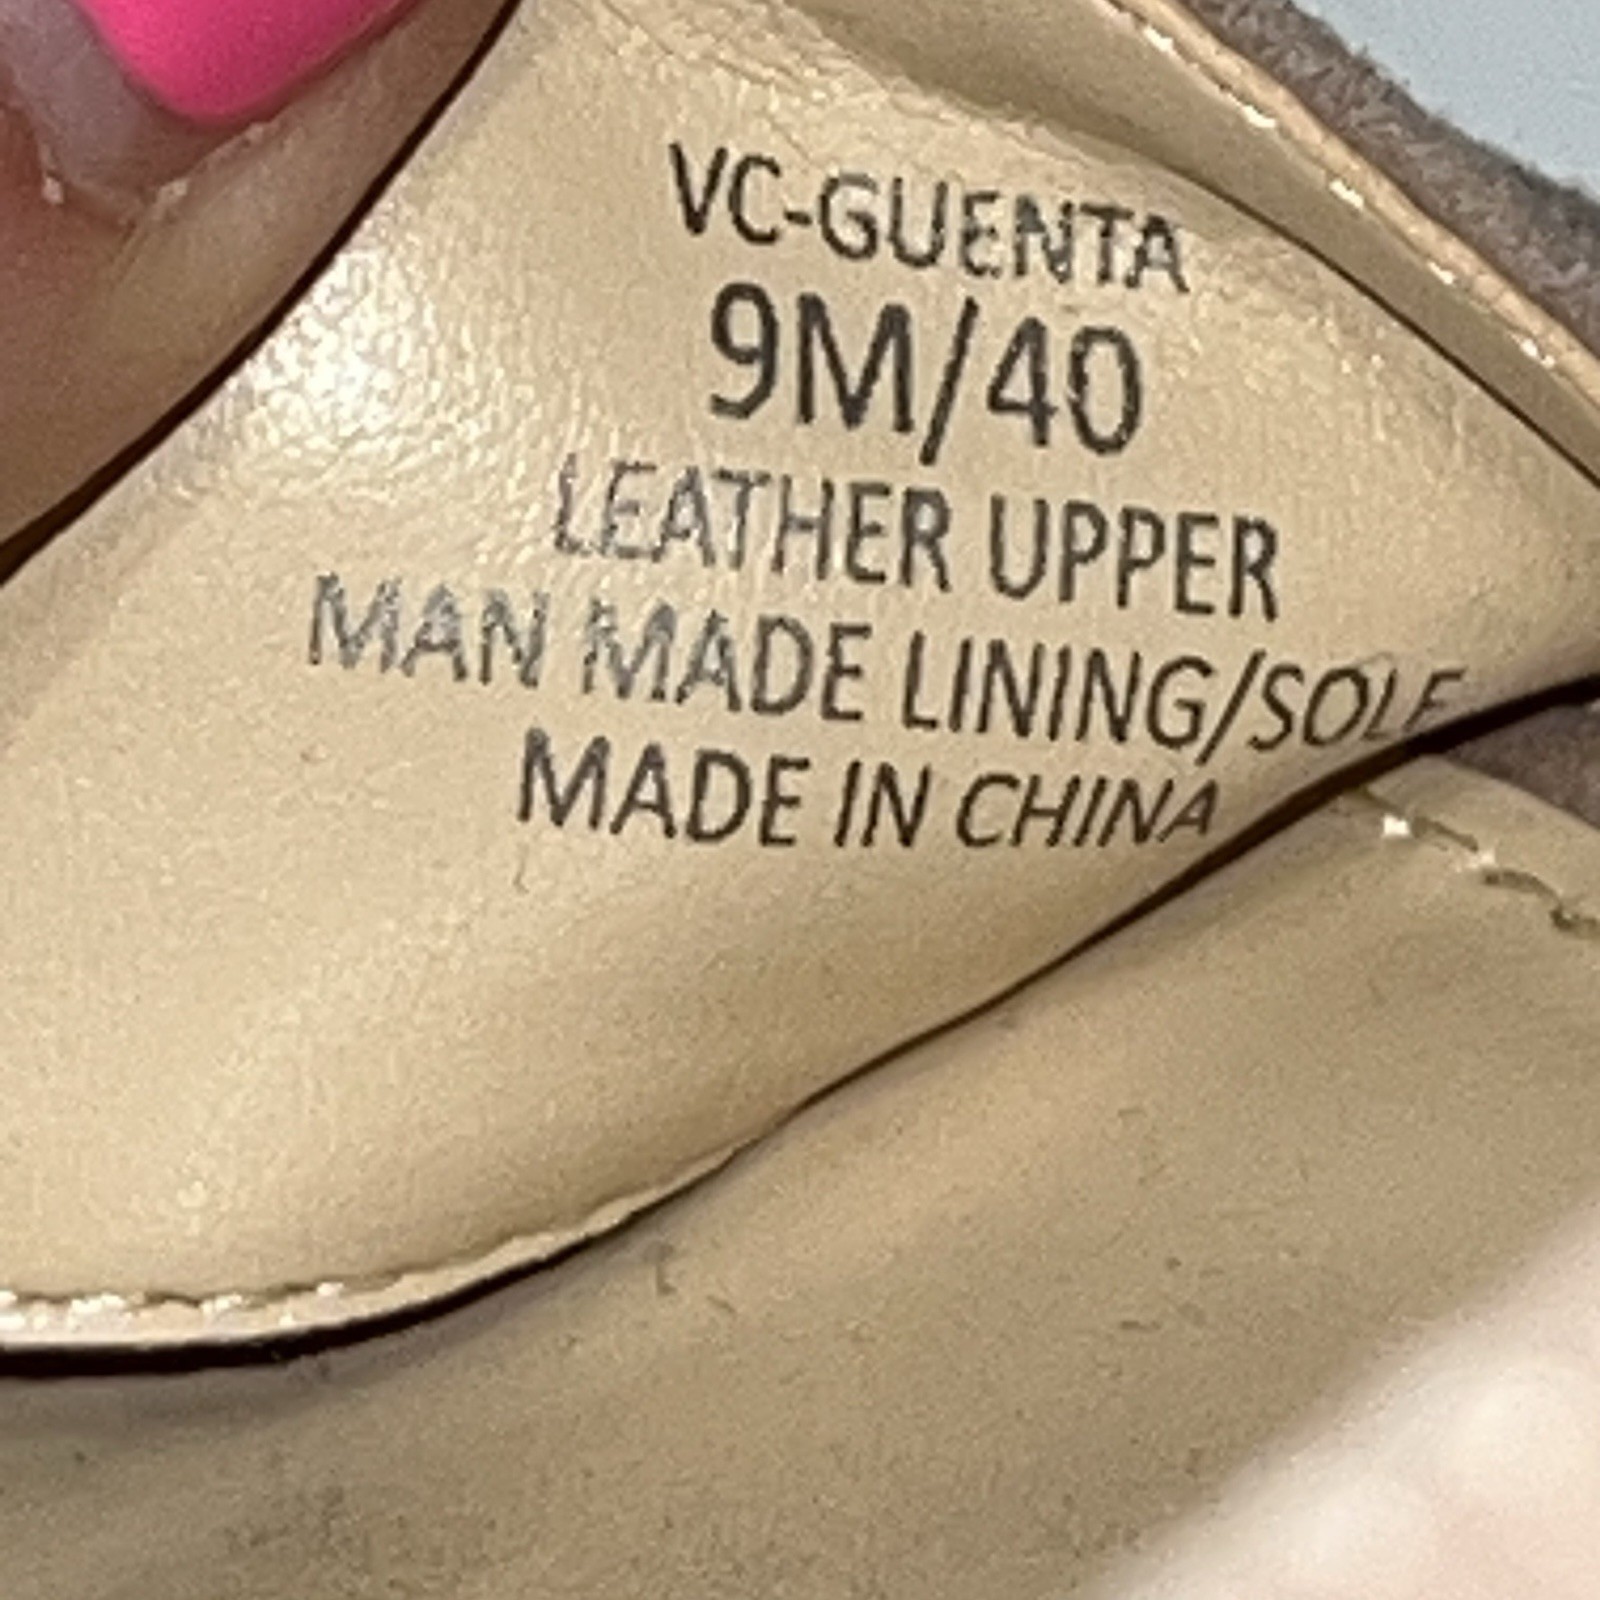 VC-GUENTA
9M/40
LEATHER UPPER
MAN MADE LINING/SOLE
MADE IN CHINA